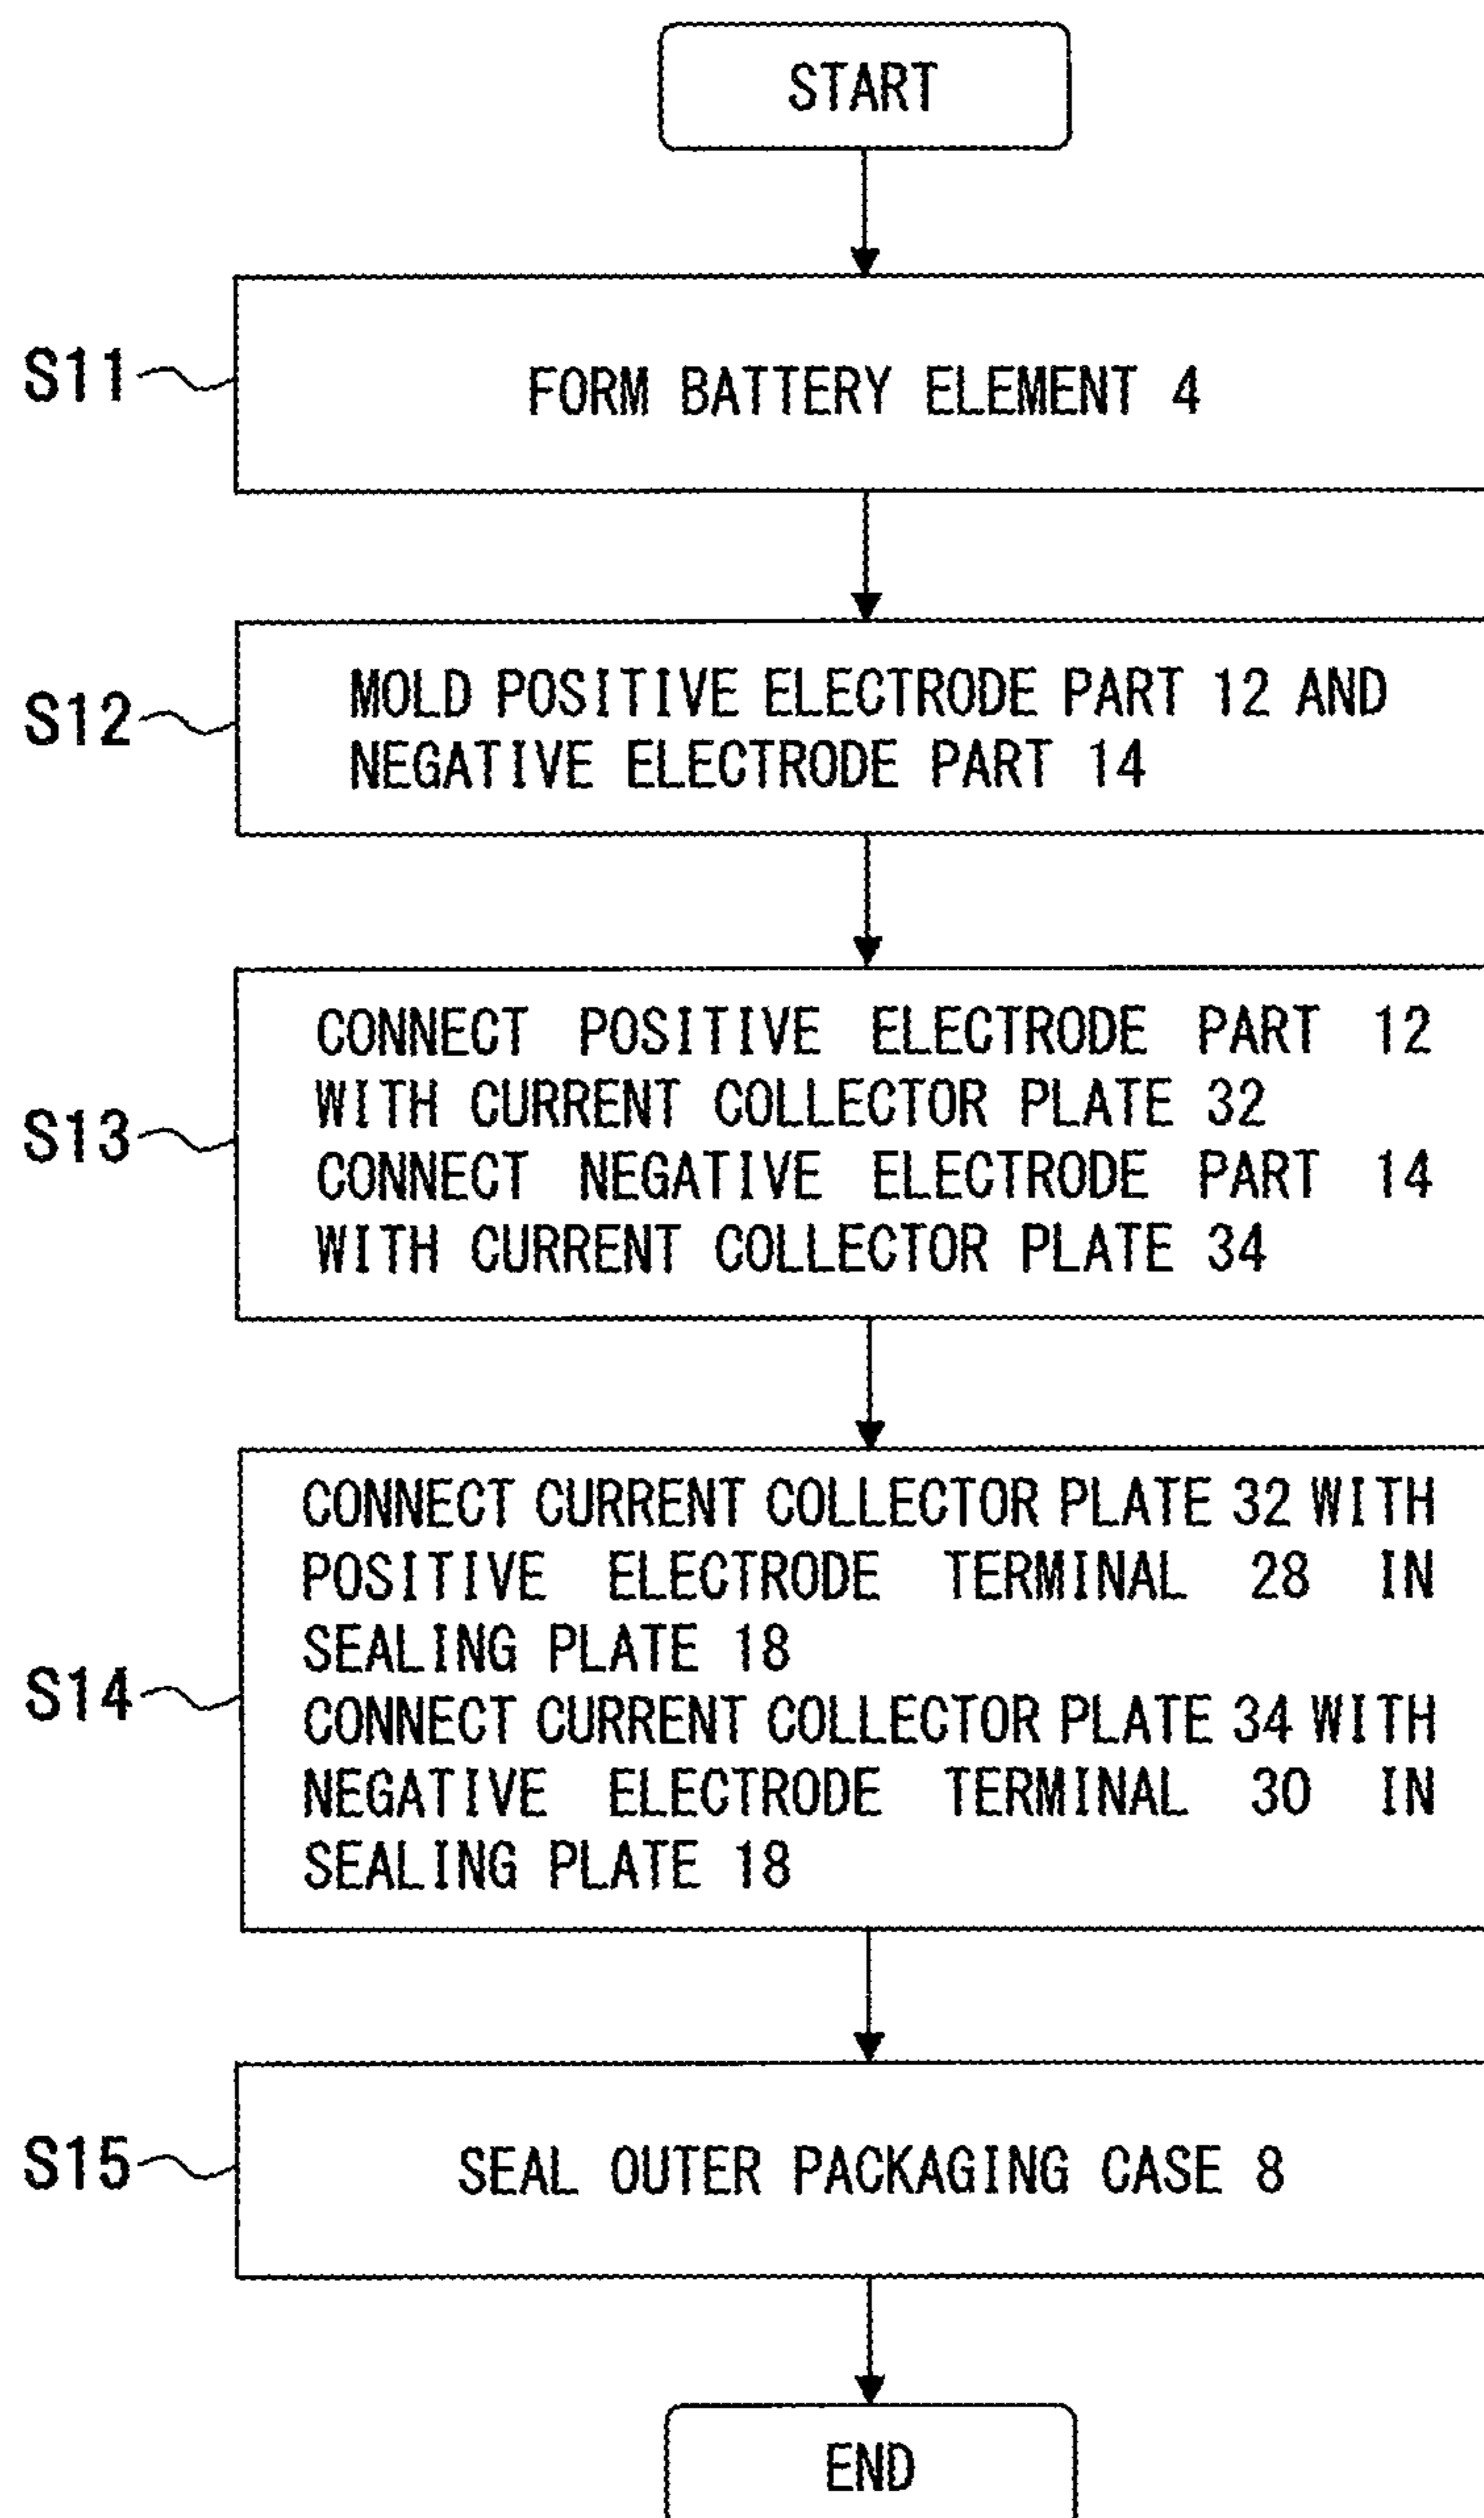 START
S11
FORM BATTERY ELEMENT 4
S12
MOLD POSITIVE ELECTRODE PART 12 AND
NEGATIVE ELECTRODE PART 14
S13
CONNECT POSITIVE ELECTRODE PART 12
WITH CURRENT COLLECTOR PLATE 32
CONNECT NEGATIVE ELECTRODE PART 14
WITH CURRENT COLLECTOR PLATE 34
S14
CONNECT CURRENT COLLECTOR PLATE 32 WITH
POSITIVE ELECTRODE TERMINAL 28 IN
SEALING PLATE 18
CONNECT CURRENT COLLECTOR PLATE 34 WITH
NEGATIVE ELECTRODE TERMINAL 30 IN
SEALING PLATE 18
S15
SEAL OUTER PACKAGING CASE 8
END